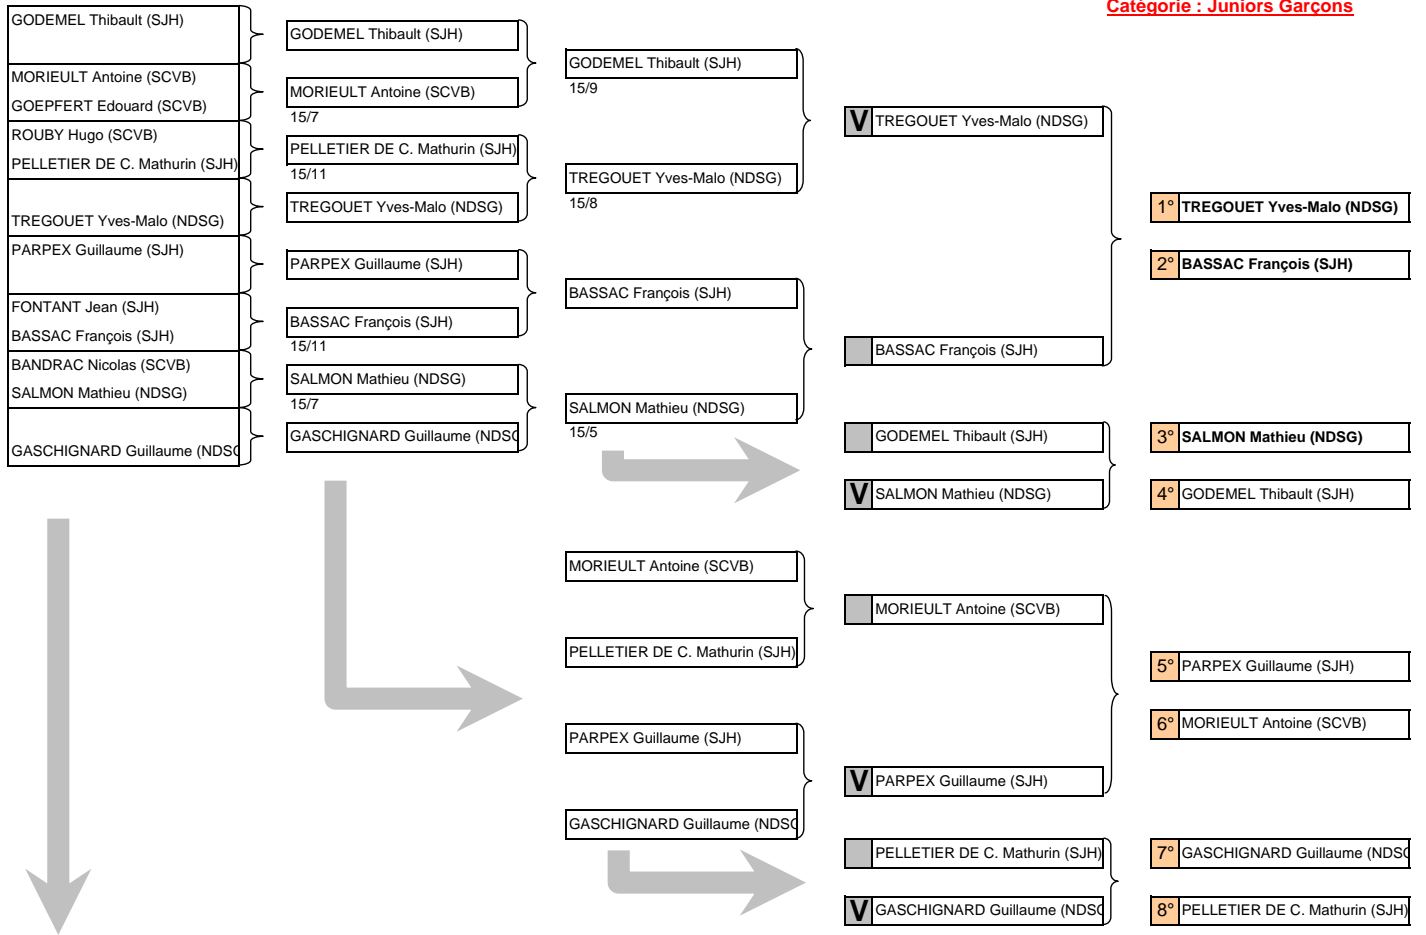 Catégorie : Juniors Garçons
GODEMEL Thibault (SJH)
MORIEULT Antoine (SCVB)
GOEPFERT Edouard (SCVB)
ROUBY Hugo (SCVB)
PELLETIER DE C. Mathurin (SJH)
TREGOUET Yves-Malo (NDSG)
PARPEX Guillaume (SJH)
FONTANT Jean (SJH)
BASSAC François (SJH)
BANDRAC Nicolas (SCVB)
SALMON Mathieu (NDSG)
GASCHIGNARD Guillaume (NDSG
GODEMEL Thibault (SJH)
MORIEULT Antoine (SCVB)
15/7
PELLETIER DE C. Mathurin (SJH)
15/11
TREGOUET Yves-Malo (NDSG)
PARPEX Guillaume (SJH)
BASSAC François (SJH)
15/11
SALMON Mathieu (NDSG)
15/7
GASCHIGNARD Guillaume (NDSG
GODEMEL Thibault (SJH)
15/9
TREGOUET Yves-Malo (NDSG)
15/8
BASSAC François (SJH)
SALMON Mathieu (NDSG)
15/5
MORIEULT Antoine (SCVB)
PELLETIER DE C. Mathurin (SJH)
PARPEX Guillaume (SJH)
GASCHIGNARD Guillaume (NDSG
V TREGOUET Yves-Malo (NDSG)
BASSAC François (SJH)
GODEMEL Thibault (SJH)
V SALMON Mathieu (NDSG)
MORIEULT Antoine (SCVB)
V PARPEX Guillaume (SJH)
PELLETIER DE C. Mathurin (SJH)
V GASCHIGNARD Guillaume (NDSG
1° TREGOUET Yves-Malo (NDSG)
2° BASSAC François (SJH)
3° SALMON Mathieu (NDSG)
4° GODEMEL Thibault (SJH)
5° PARPEX Guillaume (SJH)
6° MORIEULT Antoine (SCVB)
7° GASCHIGNARD Guillaume (NDSG
8° PELLETIER DE C. Mathurin (SJH)